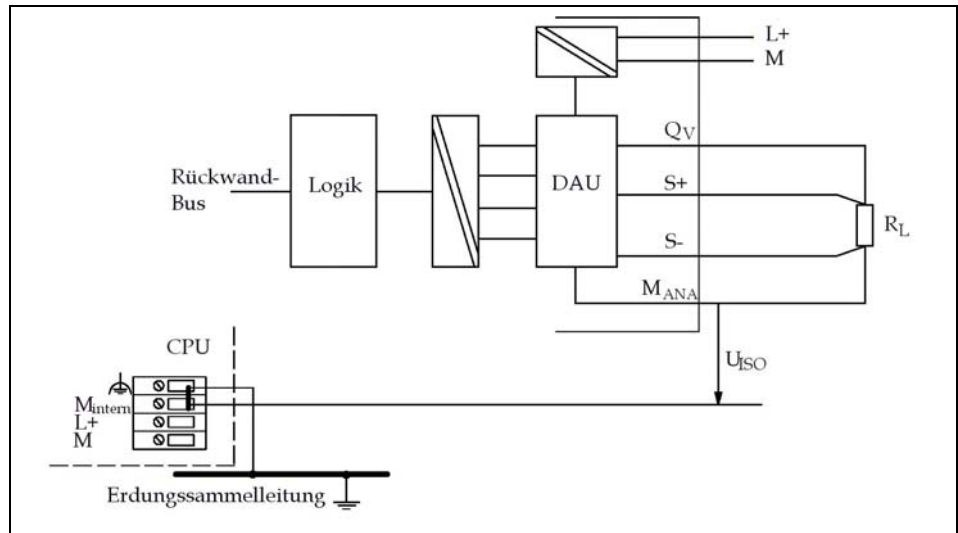 L+
M
Rückwand-
Bus
Logik
DAU
QV
S+
S-
RL
MANA
UISO
CPU
Mintern
L+
M
Erdungssammelleitung